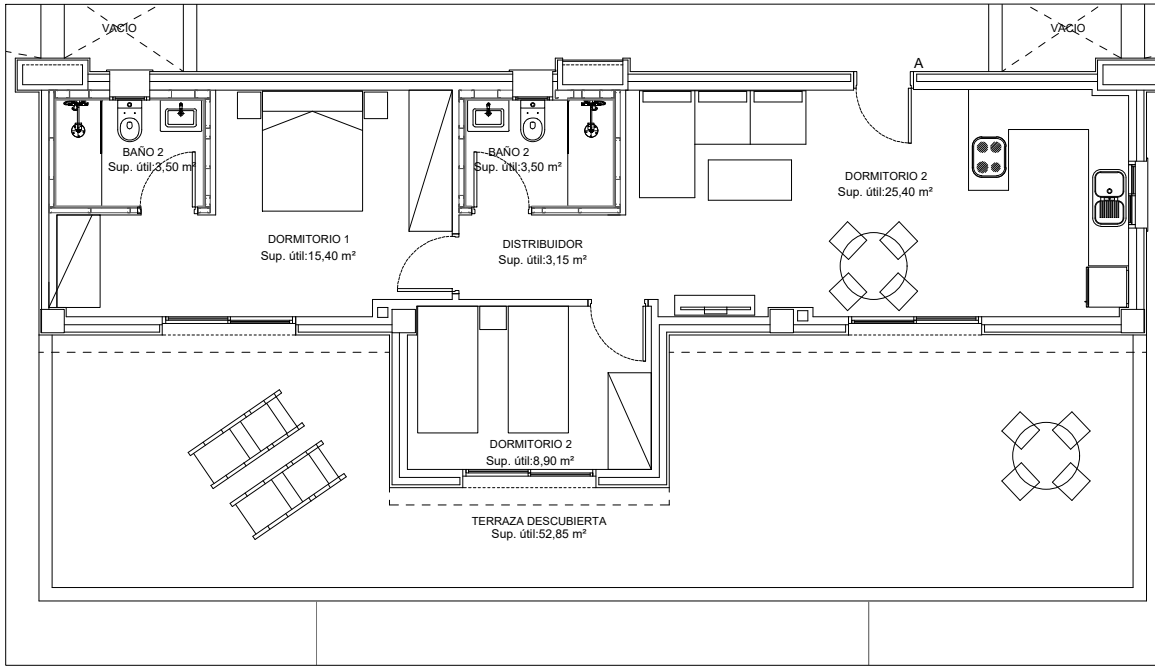 VACIO
VACIO
A
BAÑO 2
Sup. útil:3,50 m²
BAÑO 2
Sup. útil:3,50 m²
DORMITORIO 2
Sup. útil:25,40 m²
DORMITORIO 1
Sup. útil:15,40 m²
DISTRIBUIDOR
Sup. útil:3,15 m²
DORMITORIO 2
Sup. útil:8,90 m²
TERRAZA DESCUBIERTA
Sup. útil:52,85 m²